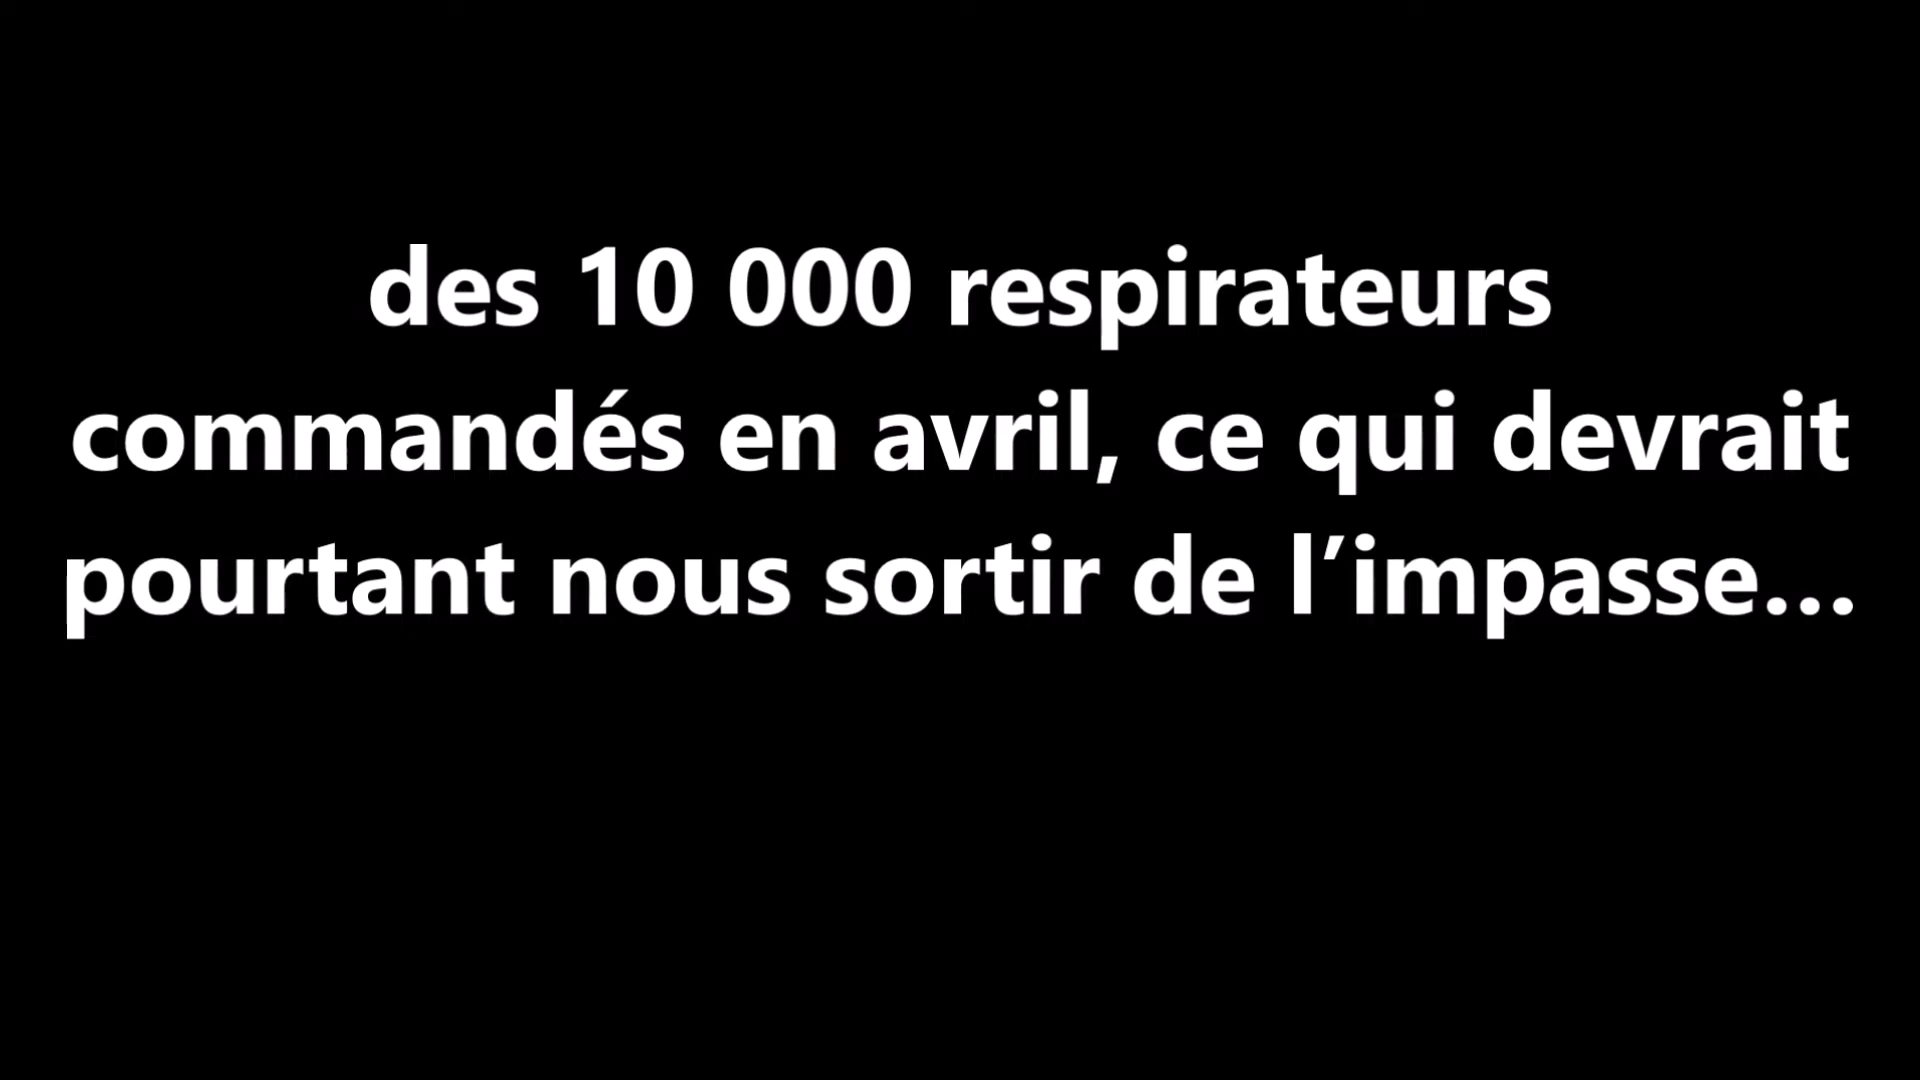 des 10 000 respirateurs
commandés en avril, ce qui devrait
pourtant nous sortir de l’impasse…